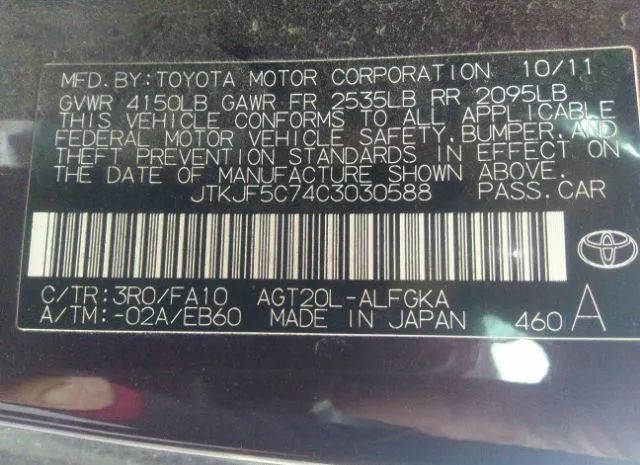 MFD.BY:TOYOTA MOTOR CORPORATION 10/11
GVWR 4150LB GAWR FR 2535LB RR 2095LB
THIS VEHICLE CONFORMS TO ALL APPLICABLE
FEDERAL MOTOR VEHICLE SAFETY,BUMPER,AND
THEFT PREVENTION STANDARDS IN EFFECT ON
THE DATE OF MANUFACTURE SHOWN ABOVE.
JTKJF5C74C3030588 PASS.CAR
C/TR:3R0/FA10 AGT20L-ALFGKA
A/TM:-02A/EB60 MADE IN JAPAN 460 A